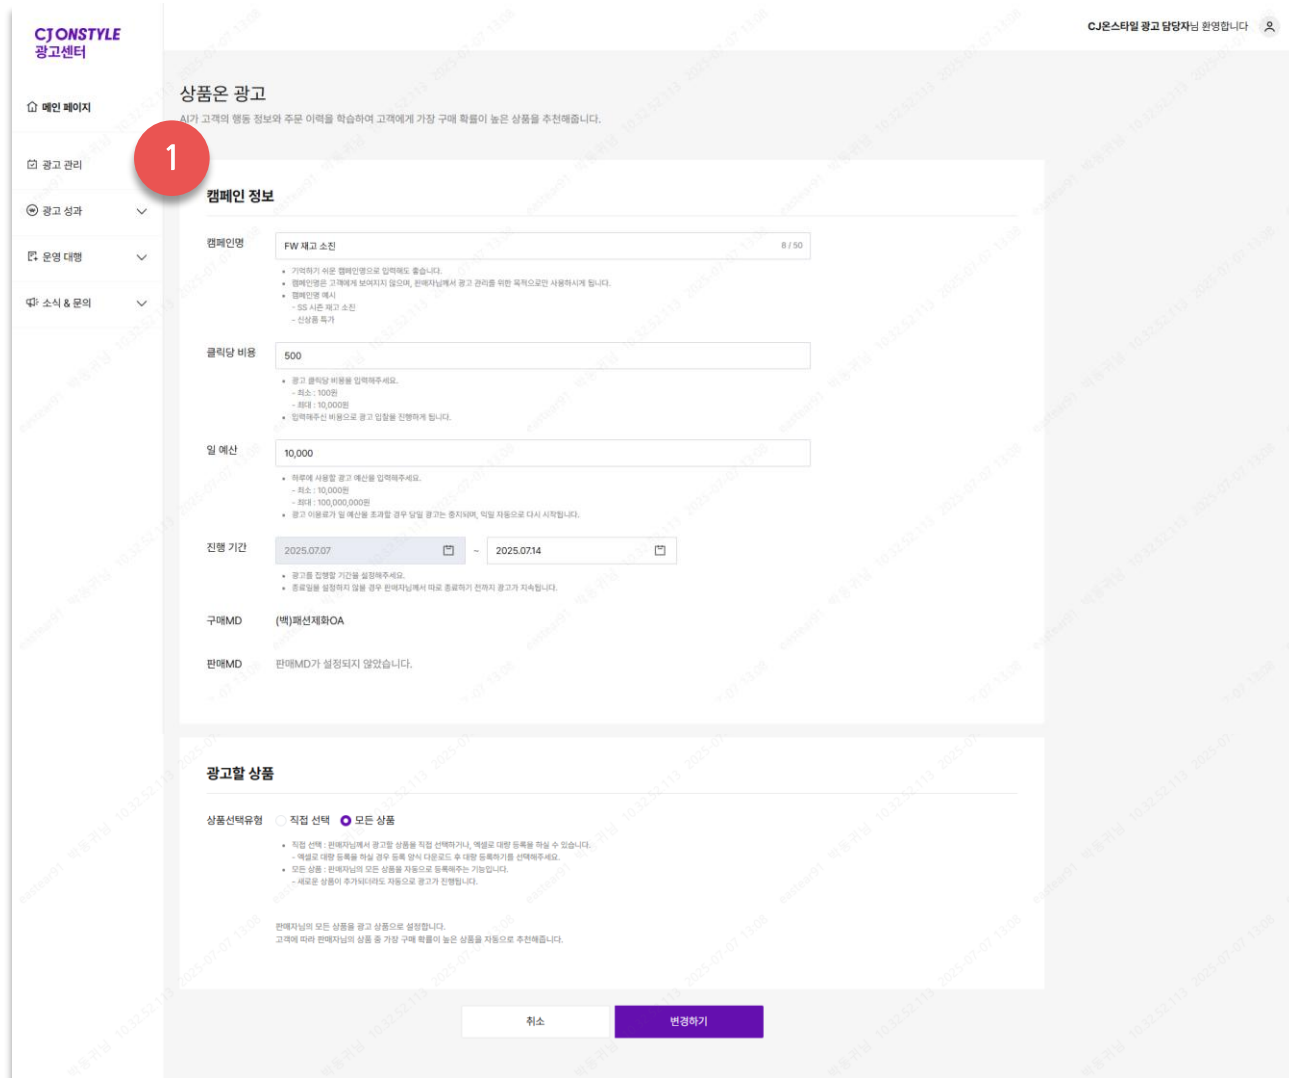 CJ ONSTYLE
광고센터
CJ온스타일 광고 담당자님 환영합니다
메인 페이지
광고 관리
광고 성과
운영 대행
소식 & 문의
1
상품온 광고
AI가 고객의 행동 정보와 주문 이력을 학습하여 고객에게 가장 구매 확률이 높은 상품을 추천해줍니다.
캠페인 정보
캠페인명
FW 재고 소진
8 / 50
• 기억하기 쉬운 캠페인명으로 입력해도 좋습니다.
• 캠페인명은 고객에게 보여지지 않으며, 판매자님께서 광고 관리를 위한 목적으로만 사용하시게 됩니다.
• 캠페인명 예시
- SS 시즌 재고 소진
- 신상품 특가
클릭당 비용
500
• 광고 클릭당 비용을 입력해주세요.
- 최소 : 100원
- 최대 : 10,000원
• 입력해주신 비용으로 광고 입찰을 진행하게 됩니다.
일 예산
10,000
• 하루에 사용할 광고 예산을 입력해주세요.
- 최소 : 10,000원
- 최대 : 100,000,000원
• 광고 이용료가 일 예산을 초과할 경우 당일 광고는 중지되며, 익일 자동으로 다시 시작됩니다.
진행 기간
2025.07.07 ~ 2025.07.14
• 광고를 집행할 기간을 설정해주세요.
• 종료일을 설정하지 않을 경우 판매자님께서 따로 종료하기 전까지 광고가 지속됩니다.
구매MD
(백)패션제화OA
판매MD
판매MD가 설정되지 않았습니다.
광고할 상품
상품선택유형
직접 선택
모든 상품
• 직접 선택 : 판매자님께서 광고할 상품을 직접 선택하거나, 엑셀로 대량 등록을 하실 수 있습니다.
- 엑셀로 대량 등록을 하실 경우 등록 양식 다운로드 후 대량 등록하기를 선택해주세요.
• 모든 상품 : 판매자님의 모든 상품을 자동으로 등록해주는 기능입니다.
- 새로운 상품이 추가되더라도 자동으로 광고가 진행됩니다.
판매자님의 모든 상품을 광고 상품으로 설정합니다.
고객에 따라 판매자님의 상품 중 가장 구매 확률이 높은 상품을 자동으로 추천해줍니다.
취소
변경하기